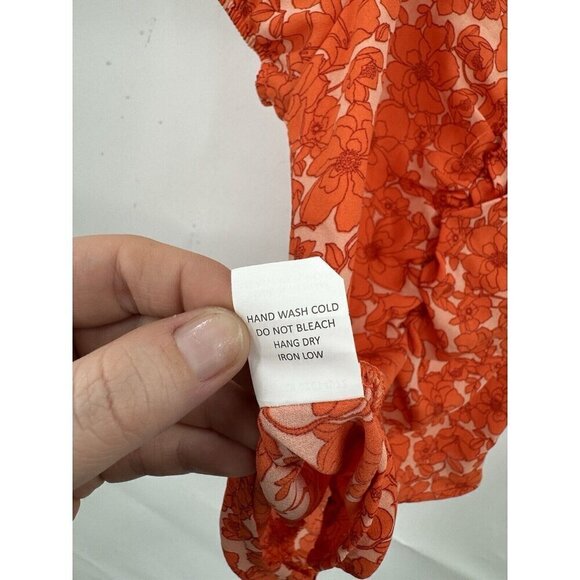 HAND WASH COLD
DO NOT BLEACH
HANG DRY
IRON LOW